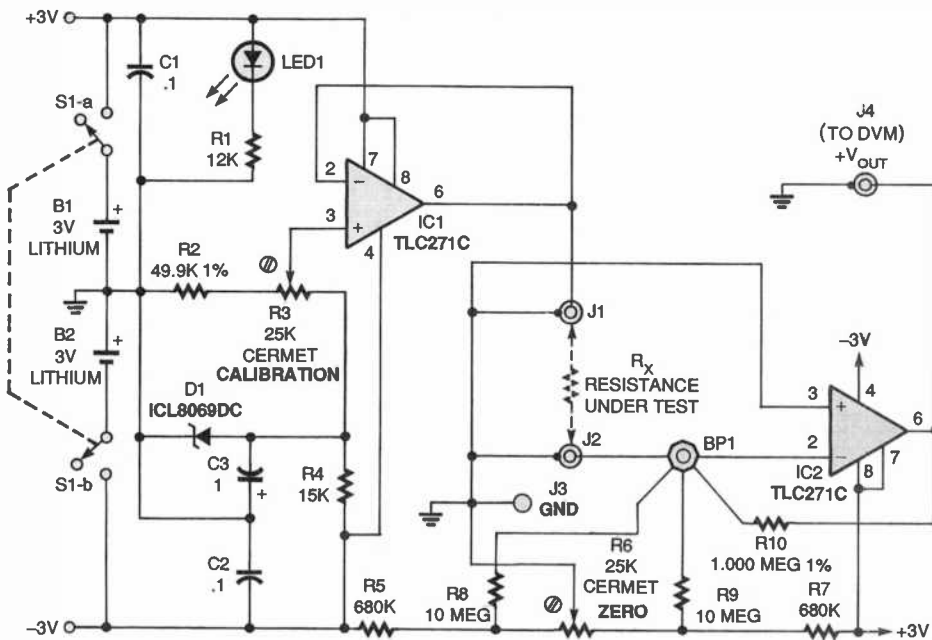 +3V
C1
.1
LED1
S1-a
R1
12K
2
−
7
8
6
3
+
4
IC1
TLC271C
J4
(TO DVM)
+VOUT
B1
+
3V
LITHIUM
R2
49.9K 1%
R3
25K
CERMET
CALIBRATION
B2
+
3V
LITHIUM
D1
ICL8069DC
C3
1
+
R4
15K
S1-b
C2
.1
J1
RX
RESISTANCE
UNDER TEST
J2
BP1
J3
GND
−3V
4
3
+
6
2
−
7
8
IC2
TLC271C
R10
1.000 MEG 1%
R6
25K
CERMET
ZERO
R5
680K
R8
10 MEG
R9
10 MEG
R7
680K
−3V
+3V